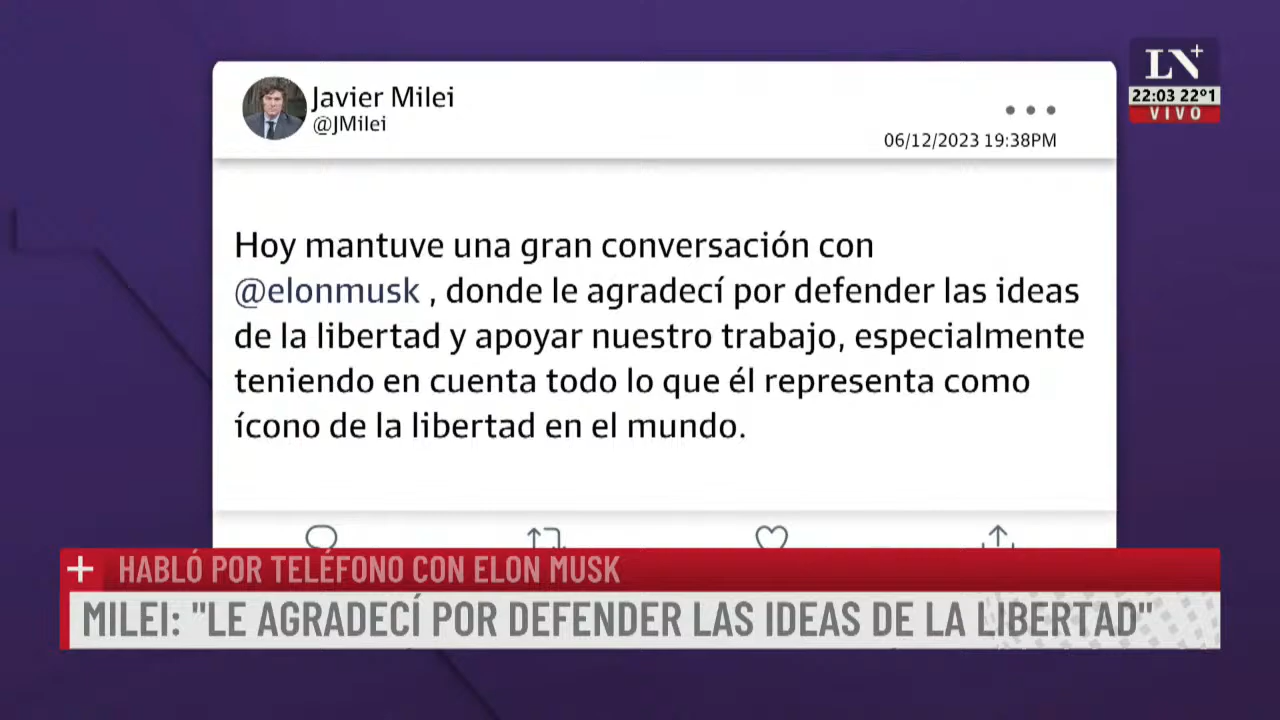 LN+
22:03 22°1
VIVO
Javier Milei
@JMilei
06/12/2023 19:38PM
Hoy mantuve una gran conversación con
@elonmusk , donde le agradecí por defender las ideas
de la libertad y apoyar nuestro trabajo, especialmente
teniendo en cuenta todo lo que él representa como
ícono de la libertad en el mundo.
HABLÓ POR TELÉFONO CON ELON MUSK
MILEI: "LE AGRADECÍ POR DEFENDER LAS IDEAS DE LA LIBERTAD"